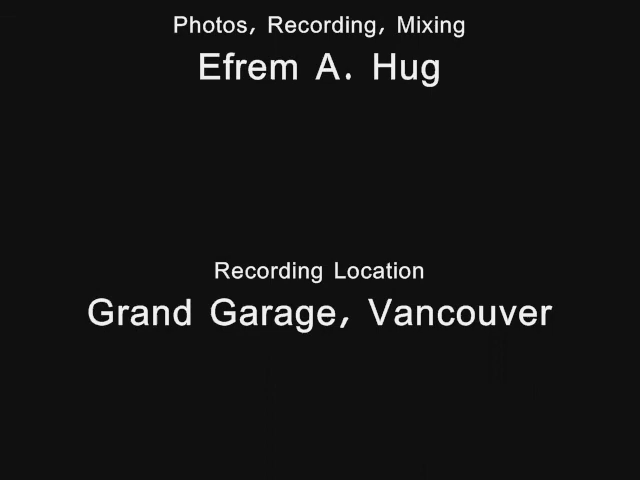 Photos, Recording, Mixing
Efrem A. Hug
Recording Location
Grand Garage, Vancouver